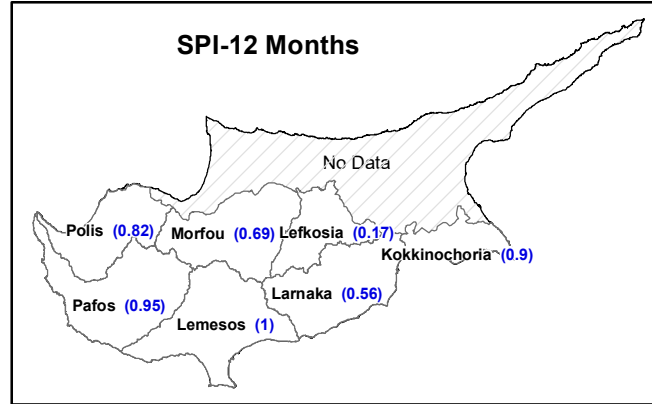 SPI-12 Months
No Data
Polis (0.82)
Morfou (0.69)
Lefkosia (0.17)
Kokkinochoria (0.9)
Pafos (0.95)
Larnaka (0.56)
Lemesos (1)